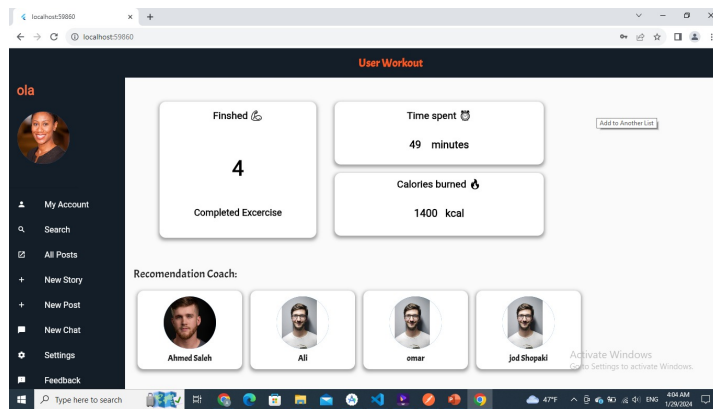 localhost:59860
localhost:59860
User Workout
ola
My Account
Search
All Posts
New Story
New Post
New Chat
Settings
Feedback
Finshed
4
Completed Excercise
Time spent
49 minutes
Calories burned
1400 kcal
Add to Another List
Recomendation Coach:
Ahmed Saleh
Ali
omar
jod Shopaki
Activate Windows
Go to Settings to activate Windows.
Type here to search
47°F
ENG
4:04 AM
1/29/2024